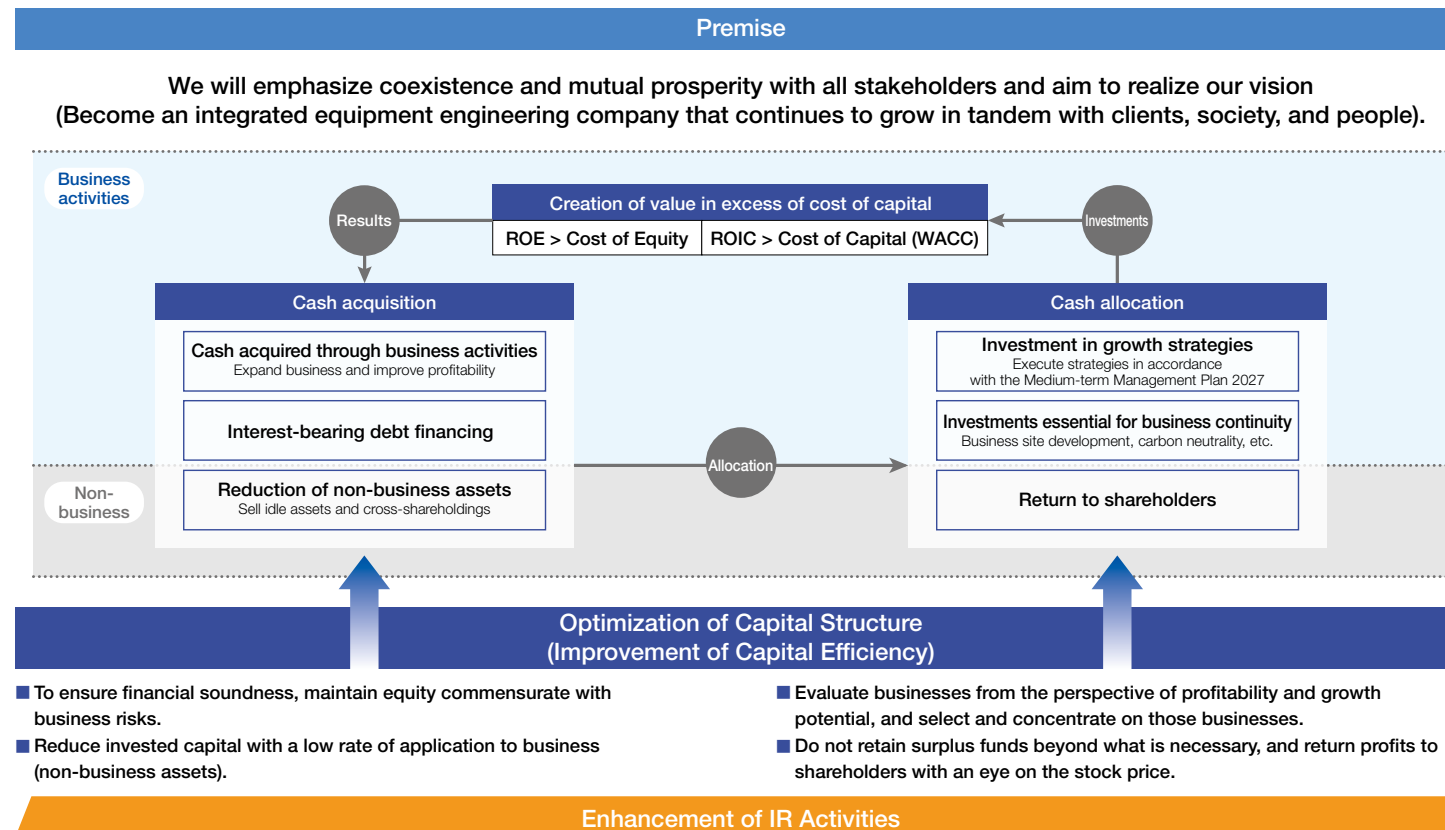 Premise
We will emphasize coexistence and mutual prosperity with all stakeholders and aim to realize our vision
(Become an integrated equipment engineering company that continues to grow in tandem with clients, society, and people).
Business
activities
Results
Creation of value in excess of cost of capital
ROE > Cost of Equity
ROIC > Cost of Capital (WACC)
Investments
Cash acquisition
Cash acquired through business activities
Expand business and improve profitability
Interest-bearing debt financing
Reduction of non-business assets
Sell idle assets and cross-shareholdings
Non-
business
Allocation
Cash allocation
Investment in growth strategies
Execute strategies in accordance
with the Medium-term Management Plan 2027
Investments essential for business continuity
Business site development, carbon neutrality, etc.
Return to shareholders
Optimization of Capital Structure
(Improvement of Capital Efficiency)
■ To ensure financial soundness, maintain equity commensurate with
business risks.
■ Reduce invested capital with a low rate of application to business
(non-business assets).
■ Evaluate businesses from the perspective of profitability and growth
potential, and select and concentrate on those businesses.
■ Do not retain surplus funds beyond what is necessary, and return profits to
shareholders with an eye on the stock price.
Enhancement of IR Activities